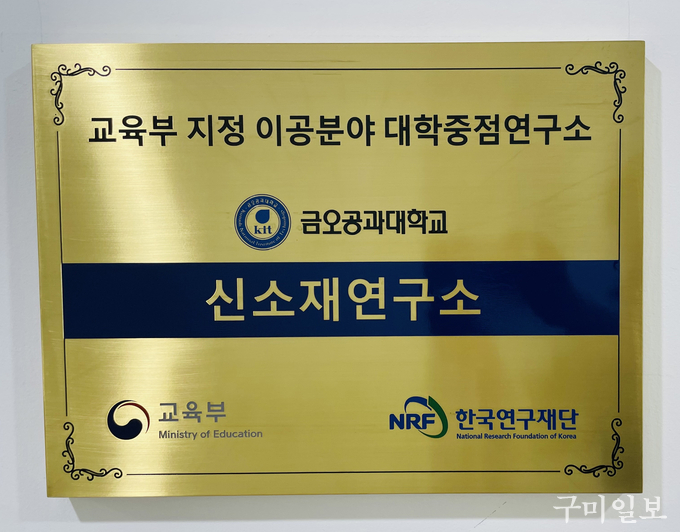 교육부 지정 이공분야 대학중점연구소
kit
금오공과대학교
신소재연구소
교육부
Ministry of Education
NRF 한국연구재단
National Research Foundation of Korea
구미일보